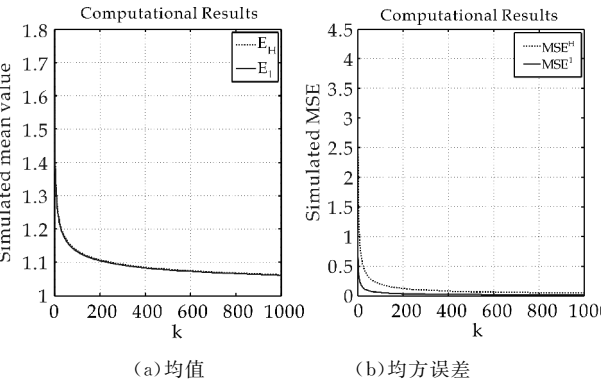 Computational Results
Simulated mean value
1.8
1.7
1.6
1.5
1.4
1.3
1.2
1.1
1
0
200
400
600
800
1000
k
E_H
E_I
(a)均值
Computational Results
Simulated MSE
4.5
4
3.5
3
2.5
2
1.5
1
0.5
0
0
200
400
600
800
1000
k
MSE^H
MSE^I
(b)均方误差